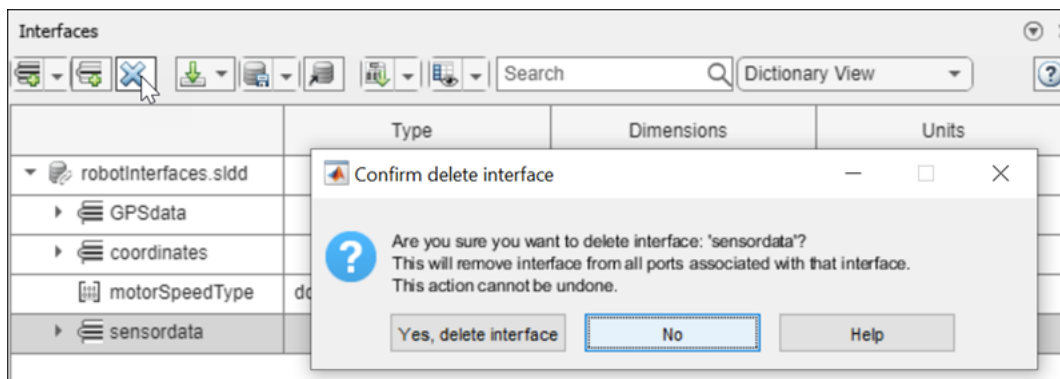 Interfaces
Search
Dictionary View
Type Dimensions Units
robotInterfaces.sldd
Confirm delete interface
GPSdata
Are you sure you want to delete interface: 'sensordata'?
coordinates
This will remove interface from all ports associated with that interface.
This action cannot be undone.
motorSpeedType
sensordata
Yes, delete interface No Help